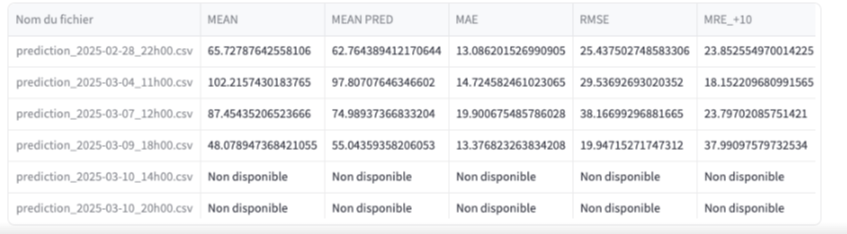 Nom du fichier MEAN MEAN PRED MAE RMSE MRE_+10
prediction_2025-02-28_22h00.csv 65.72787642558106 62.764389412170644 13.086201526990905 25.437502748583306 23.852554970014225
prediction_2025-03-04_11h00.csv 102.2157430183765 97.80707646346602 14.724582461023065 29.53692693020352 18.152209680991565
prediction_2025-03-07_12h00.csv 87.45435206523666 74.98937366833204 19.900675485786028 38.16699296881665 23.79702085751421
prediction_2025-03-09_18h00.csv 48.078947368421055 55.04359358206053 13.376823263834208 19.94715271747312 37.99097579732534
prediction_2025-03-10_14h00.csv Non disponible Non disponible Non disponible Non disponible Non disponible
prediction_2025-03-10_20h00.csv Non disponible Non disponible Non disponible Non disponible Non disponible